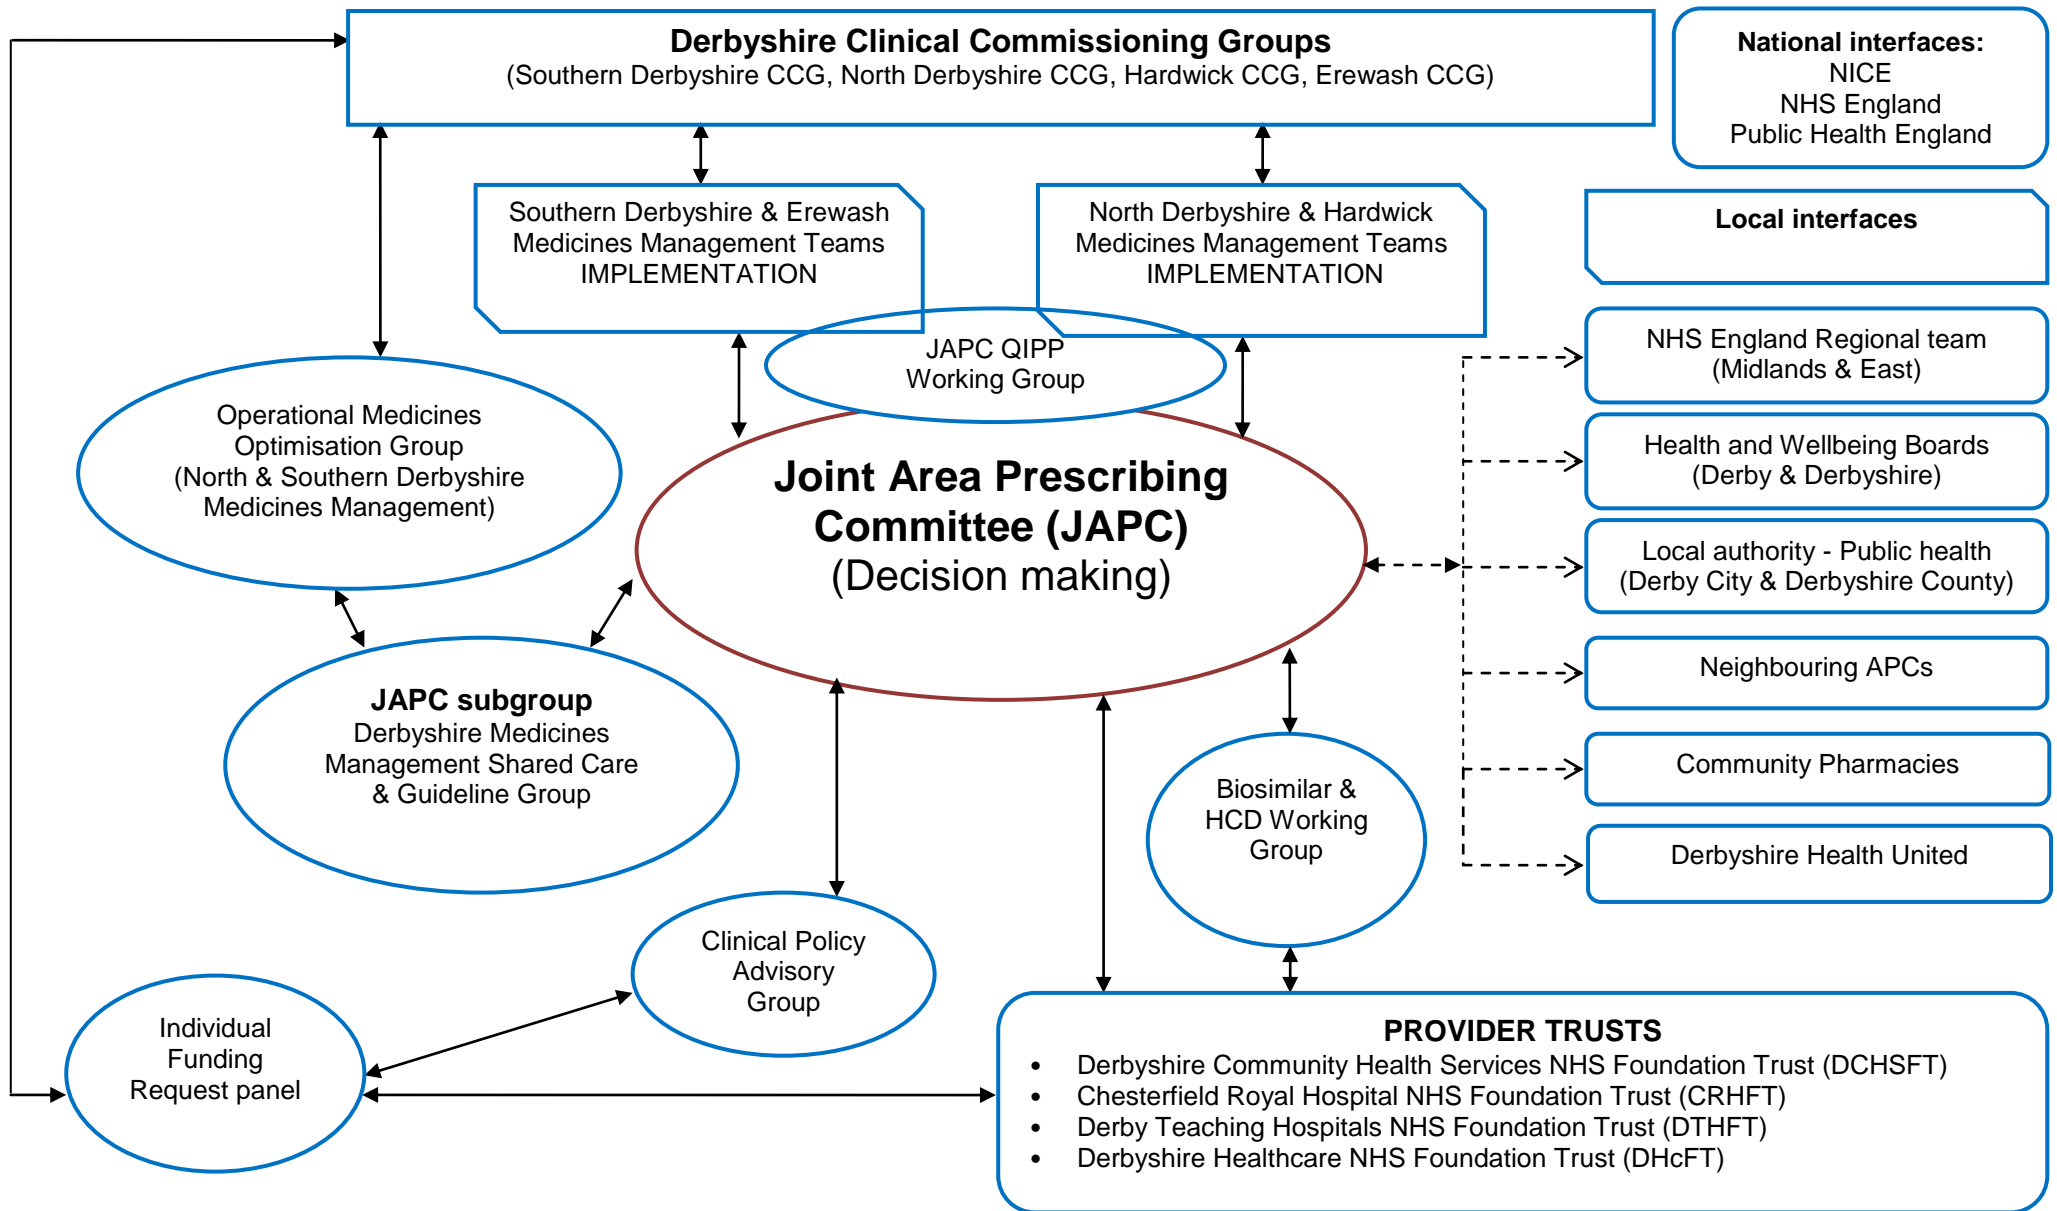 Derbyshire Clinical Commissioning Groups
(Southern Derbyshire CCG, North Derbyshire CCG, Hardwick CCG, Erewash CCG)
National interfaces:
NICE
NHS England
Public Health England
Southern Derbyshire & Erewash
Medicines Management Teams
IMPLEMENTATION
North Derbyshire & Hardwick
Medicines Management Teams
IMPLEMENTATION
Local interfaces
JAPC QIPP
Working Group
NHS England Regional team
(Midlands & East)
Operational Medicines
Optimisation Group
(North & Southern Derbyshire
Medicines Management)
Joint Area Prescribing
Committee (JAPC)
(Decision making)
Health and Wellbeing Boards
(Derby & Derbyshire)
Local authority - Public health
(Derby City & Derbyshire County)
Neighbouring APCs
JAPC subgroup
Derbyshire Medicines
Management Shared Care
& Guideline Group
Biosimilar &
HCD Working
Group
Community Pharmacies
Derbyshire Health United
Clinical Policy
Advisory
Group
Individual
Funding
Request panel
PROVIDER TRUSTS
• Derbyshire Community Health Services NHS Foundation Trust (DCHSFT)
• Chesterfield Royal Hospital NHS Foundation Trust (CRHFT)
• Derby Teaching Hospitals NHS Foundation Trust (DTHFT)
• Derbyshire Healthcare NHS Foundation Trust (DHcFT)